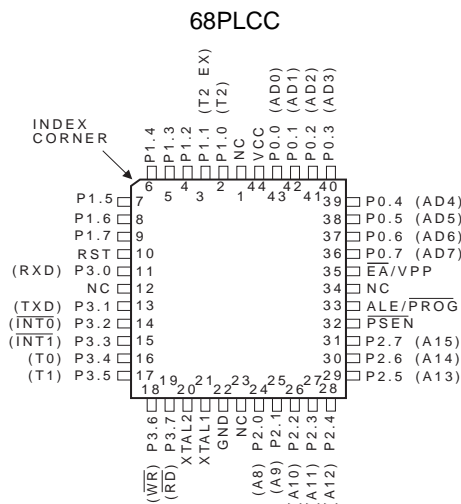 68PLCC
INDEX
CORNER
P1.4
P1.3
P1.2
P1.1 (T2 EX)
P1.0 (T2)
NC
VCC
P0.0 (AD0)
P0.1 (AD1)
P0.2 (AD2)
P0.3 (AD3)
6 5 4 3 2 1 44 43 42 41 40
P1.5 7
P1.6 8
P1.7 9
RST 10
(RXD) P3.0 11
NC 12
(TXD) P3.1 13
(INT0) P3.2 14
(INT1) P3.3 15
(T0) P3.4 16
(T1) P3.5 17
39 P0.4 (AD4)
38 P0.5 (AD5)
37 P0.6 (AD6)
36 P0.7 (AD7)
35 EA/VPP
34 NC
33 ALE/PROG
32 PSEN
31 P2.7 (A15)
30 P2.6 (A14)
29 P2.5 (A13)
18 19 20 21 22 23 24 25 26 27 28
(WR) P3.6
(RD) P3.7
XTAL2
XTAL1
GND
NC
(A8) P2.0
(A9) P2.1
(A10) P2.2
(A11) P2.3
(A12) P2.4